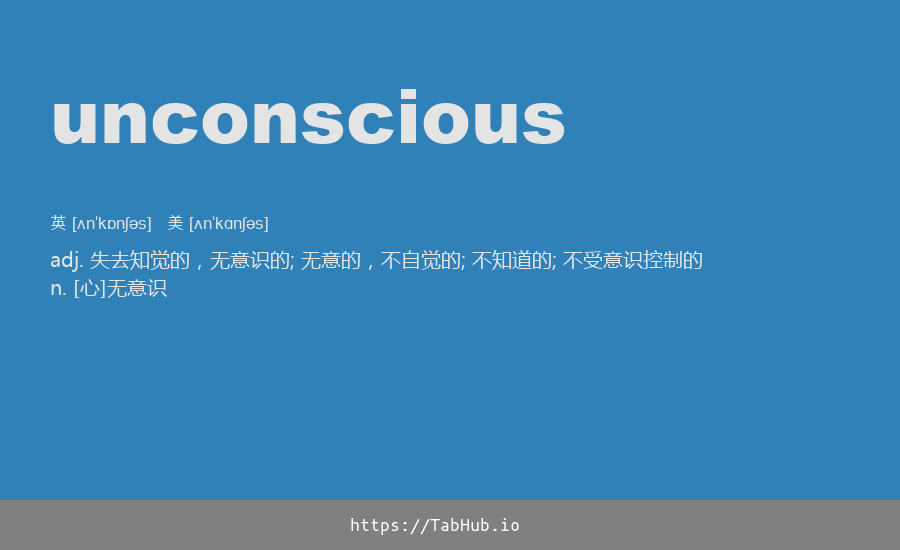 unconscious
英 [ʌnˈkɒnʃəs] 美 [ʌnˈkɑnʃəs]
adj. 失去知觉的，无意识的; 无意的，不自觉的; 不知道的; 不受意识控制的
n. [心]无意识
https://TabHub.io